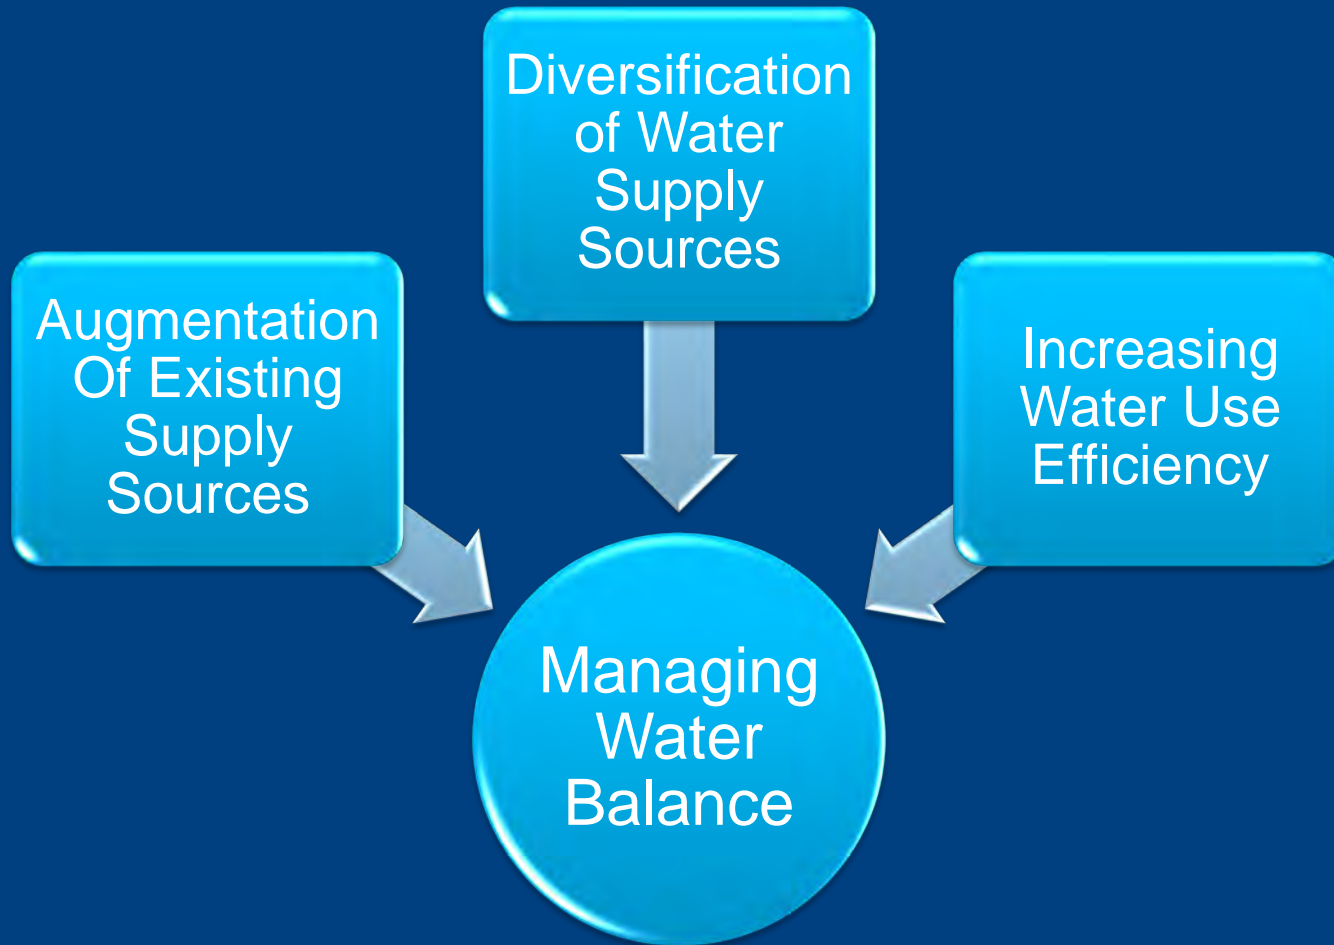 Diversification
of Water
Supply
Sources
Augmentation
Of Existing
Supply
Sources
Increasing
Water Use
Efficiency
Managing
Water
Balance